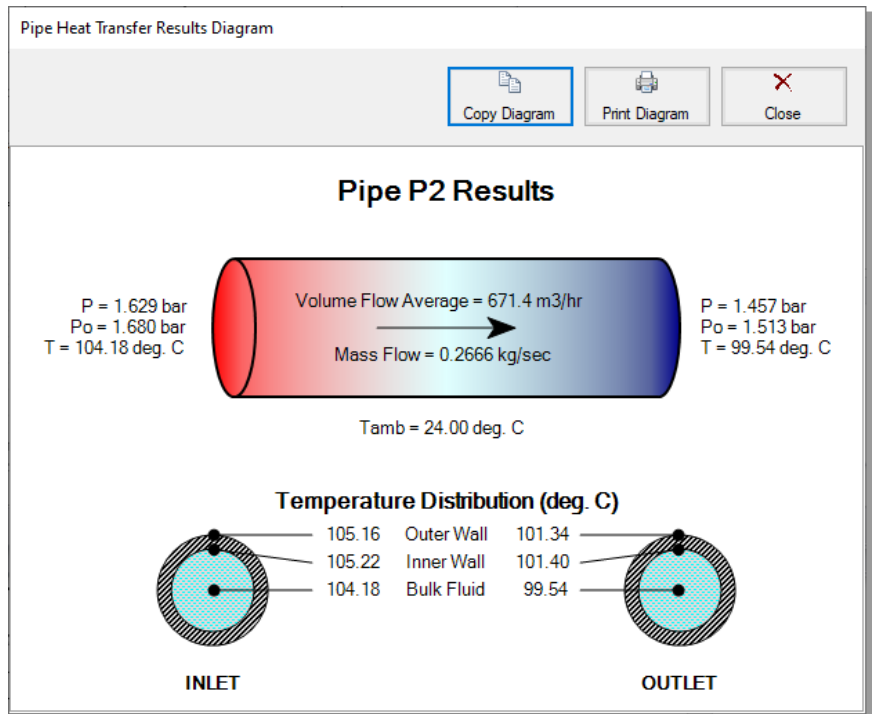 Pipe Heat Transfer Results Diagram
Copy Diagram
Print Diagram
Close
Pipe P2 Results
P = 1.629 bar
Po = 1.680 bar
T = 104.18 deg. C
Volume Flow Average = 671.4 m3/hr
Mass Flow = 0.2666 kg/sec
P = 1.457 bar
Po = 1.513 bar
T = 99.54 deg. C
Tamb = 24.00 deg. C
Temperature Distribution (deg. C)
105.16 Outer Wall 101.34
105.22 Inner Wall 101.40
104.18 Bulk Fluid 99.54
INLET
OUTLET